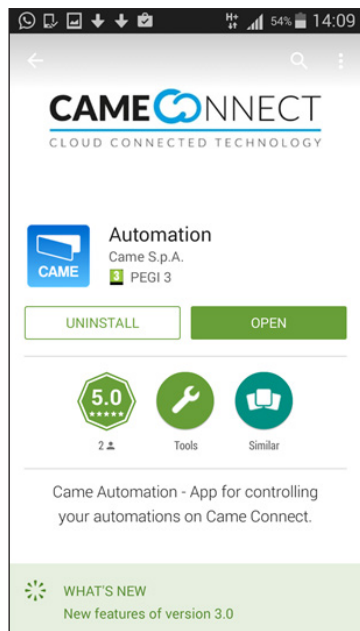 H+ 54% 14:09
CAMECONNECT
CLOUD CONNECTED TECHNOLOGY
CAME
Automation
Came S.p.A.
3 PEGI 3
UNINSTALL
OPEN
5.0
2
Tools
Similar
Came Automation - App for controlling
your automations on Came Connect.
WHAT'S NEW
New features of version 3.0